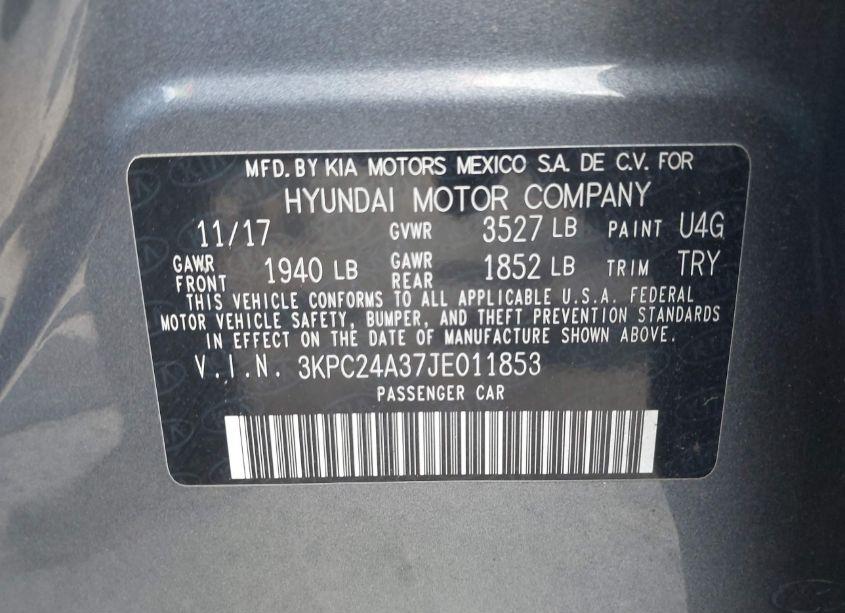 MFD. BY KIA MOTORS MEXICO S.A. DE C.V. FOR
HYUNDAI MOTOR COMPANY
11/17 GVWR 3527 LB PAINT U4G
GAWR FRONT 1940 LB GAWR REAR 1852 LB TRIM TRY
THIS VEHICLE CONFORMS TO ALL APPLICABLE U.S.A. FEDERAL
MOTOR VEHICLE SAFETY, BUMPER, AND THEFT PREVENTION STANDARDS
IN EFFECT ON THE DATE OF MANUFACTURE SHOWN ABOVE.
V.I.N. 3KPC24A37JE011853
PASSENGER CAR